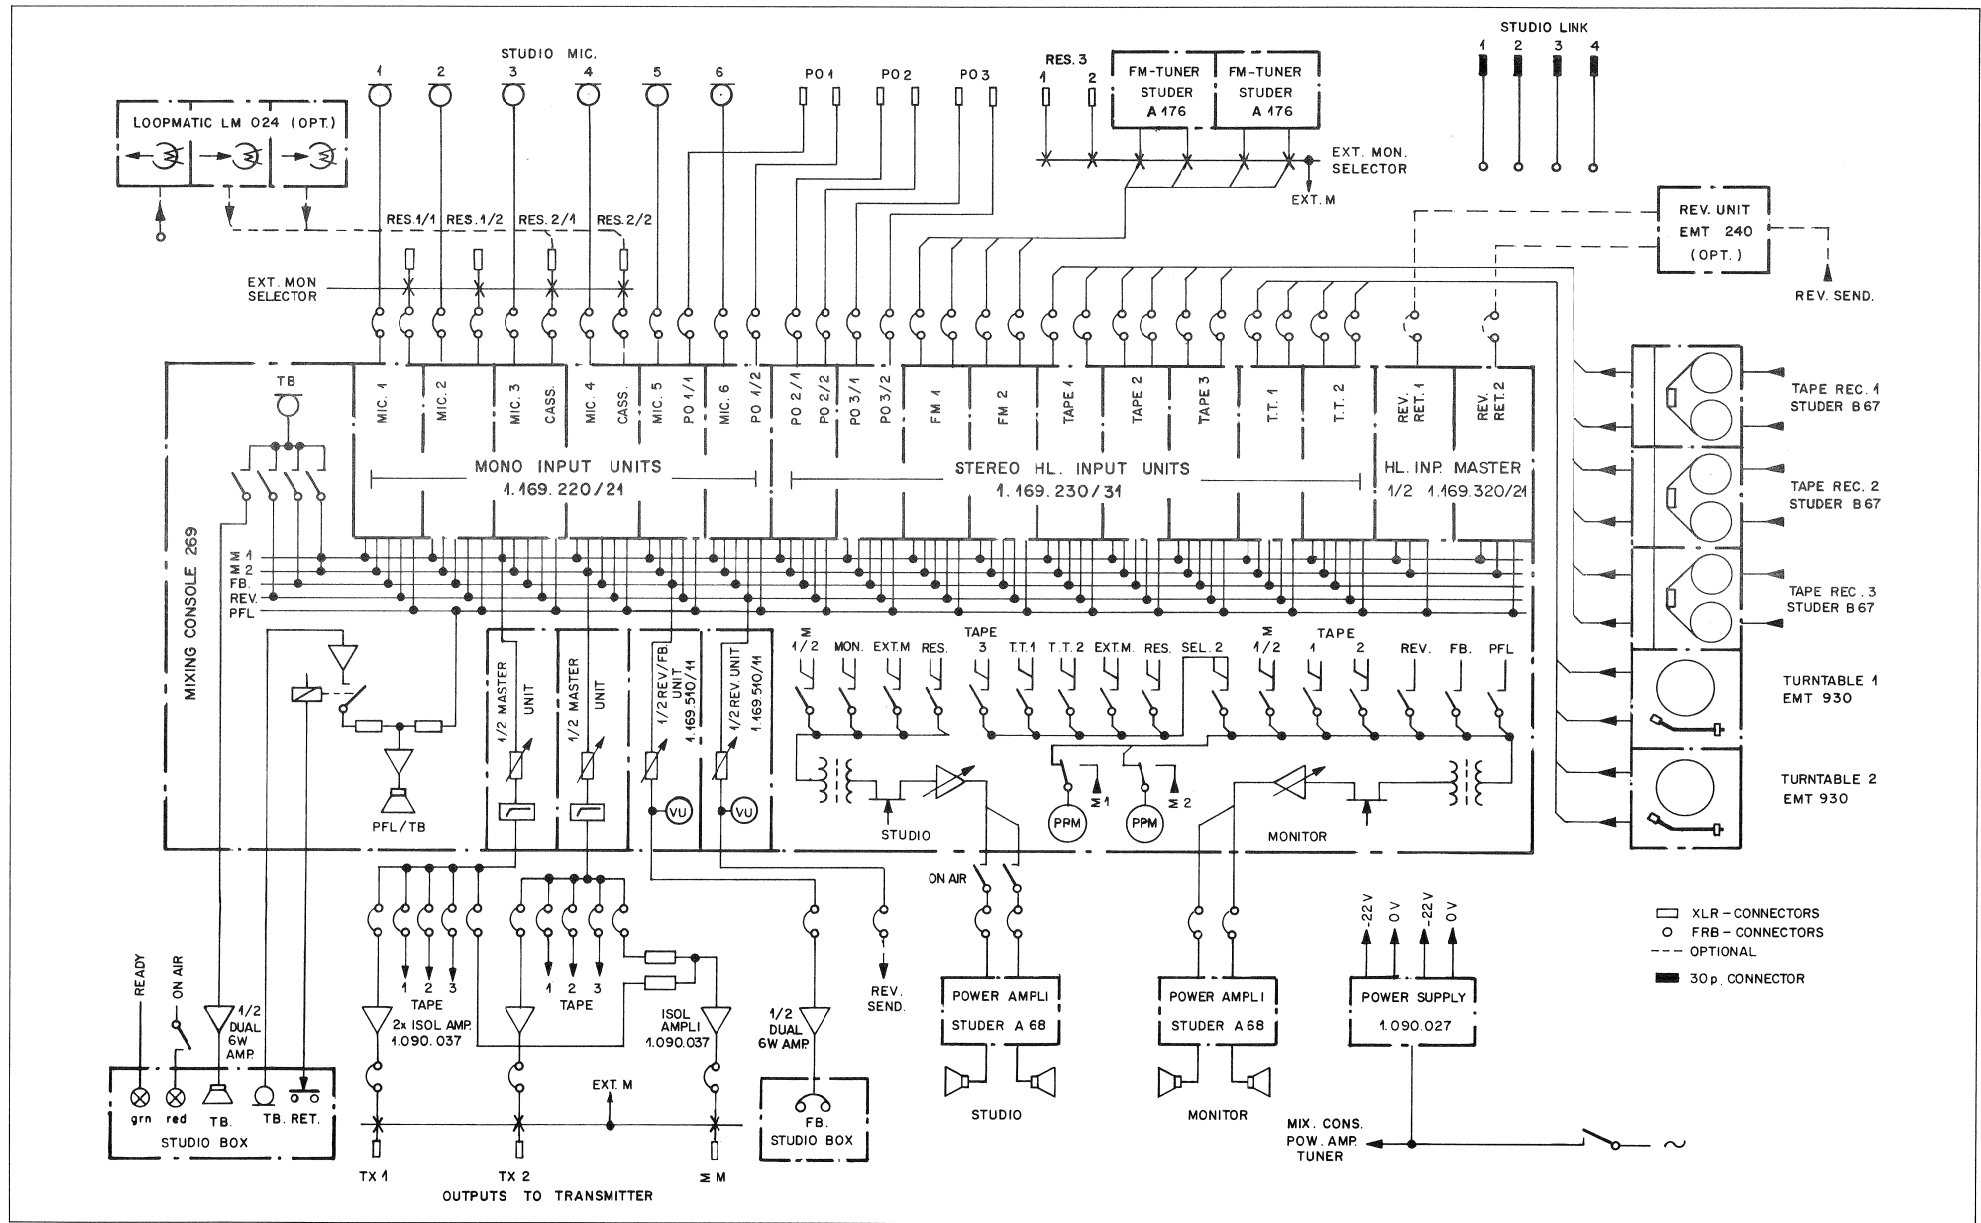 STUDIO LINK
1 2 3 4
STUDIO MIC.
1 2 3 4 5 6
PO 1 PO 2 PO 3
RES. 3
1 2
FM-TUNER
STUDER
A 176
FM-TUNER
STUDER
A 176
LOOPMATIC LM 024 (OPT.)
EXT. MON.
SELECTOR
EXT. M
RES.1/1 RES.1/2 RES.2/1 RES.2/2
EXT. MON
SELECTOR
REV. UNIT
EMT 240
(OPT.)
REV. SEND.
MIXING CONSOLE 269
TB
MIC. 1
MIC. 2
MIC. 3
CASS.
MIC. 4
CASS.
MIC. 5
PO 1/1
MIC. 6
PO 1/2
PO 2/1
PO 2/2
PO 3/1
PO 3/2
FM 1
FM 2
TAPE 1
TAPE 2
TAPE 3
T.T. 1
T.T. 2
REV.
RET. 1
REV.
RET. 2
MONO INPUT UNITS
1.169.220/21
STEREO HL. INPUT UNITS
1.169.230/31
HL. INP. MASTER
1/2 1.169.320/21
TAPE REC. 1
STUDER B67
TAPE REC. 2
STUDER B67
TAPE REC. 3
STUDER B67
TURNTABLE 1
EMT 930
TURNTABLE 2
EMT 930
M 1
M 2
FB.
REV.
PFL
1/2 MASTER
UNIT
1/2 MASTER
UNIT
1/2 REV./FB.
UNIT
1.169.510/11
1/2 REV. UNIT
1.169.510/11
VU
VU
M
1/2
MON.
EXT.M
RES.
TAPE
3
T.T.1
T.T.2
EXT.M.
RES.
SEL. 2
M
1/2
TAPE
1 2
REV.
FB.
PFL
PFL/TB
STUDIO
PPM
M 1
PPM
M 2
MONITOR
ON AIR
1 2 3
TAPE
1 2 3
TAPE
2x ISOL AMP.
1.090.037
ISOL
AMPLI
1.090.037
1/2
DUAL
6W AMP.
REV.
SEND.
POWER AMPLI
STUDER A 68
STUDIO
POWER AMPLI
STUDER A 68
MONITOR
-22V
0V
-22V
0V
POWER SUPPLY
1.090.027
MIX. CONS.
POW. AMP.
TUNER
XLR - CONNECTORS
FRB - CONNECTORS
OPTIONAL
30p. CONNECTOR
READY
ON AIR
1/2
DUAL
6W
AMP.
grn
red
TB.
TB. RET.
STUDIO BOX
EXT. M
FB.
STUDIO BOX
TX 1
TX 2
M M
OUTPUTS TO TRANSMITTER